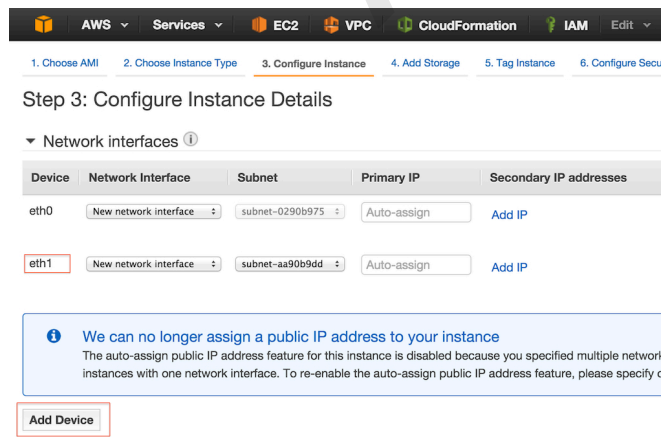 AWS Services EC2 VPC CloudFormation IAM Edit
1. Choose AMI 2. Choose Instance Type 3. Configure Instance 4. Add Storage 5. Tag Instance 6. Configure Secu
Step 3: Configure Instance Details
Network interfaces
Device Network Interface Subnet Primary IP Secondary IP addresses
eth0 New network interface subnet-0290b975 Auto-assign Add IP
eth1 New network interface subnet-aa90b9dd Auto-assign Add IP
We can no longer assign a public IP address to your instance
The auto-assign public IP address feature for this instance is disabled because you specified multiple network
instances with one network interface. To re-enable the auto-assign public IP address feature, please specify
Add Device